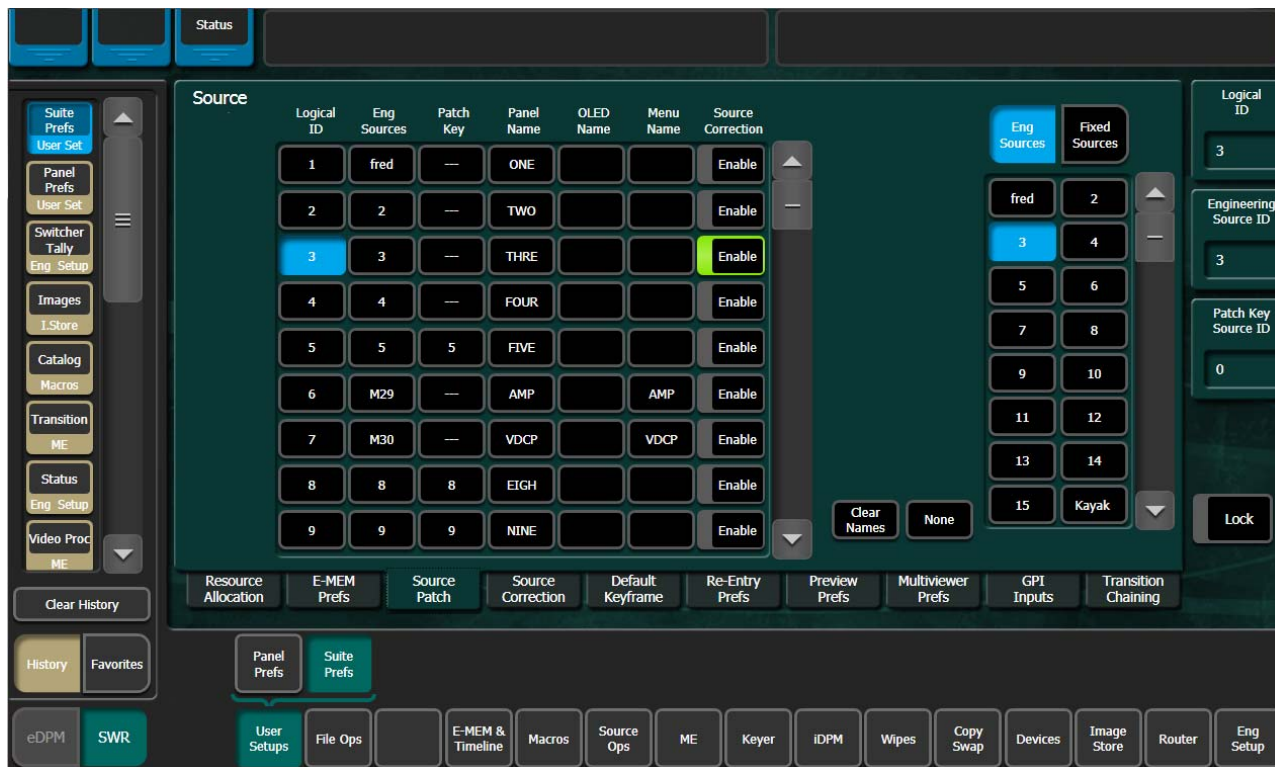 Status
Suite
Prefs
User Set
Panel
Prefs
User Set
Switcher
Tally
Eng Setup
Images
I.Store
Catalog
Macros
Transition
ME
Status
Eng Setup
Video Proc
ME
Clear History
History Favorites
eDPM SWR
Source
Logical ID Eng Sources Patch Key Panel Name OLED Name Menu Name Source Correction
1 fred --- ONE Enable
2 2 --- TWO Enable
3 3 --- THRE Enable
4 4 --- FOUR Enable
5 5 5 FIVE Enable
6 M29 --- AMP AMP Enable
7 M30 --- VDCP VDCP Enable
8 8 8 EIGH Enable
9 9 9 NINE Enable
Clear Names None
Eng Sources Fixed Sources
fred 2
3 4
5 6
7 8
9 10
11 12
13 14
15 Kayak
Logical
ID
3
Engineering
Source ID
3
Patch Key
Source ID
0
Lock
Resource Allocation E-MEM Prefs Source Patch Source Correction Default Keyframe Re-Entry Prefs Preview Prefs Multiviewer Prefs GPI Inputs Transition Chaining
Panel Prefs Suite Prefs
User Setups File Ops E-MEM & Timeline Macros Source Ops ME Keyer iDPM Wipes Copy Swap Devices Image Store Router Eng Setup